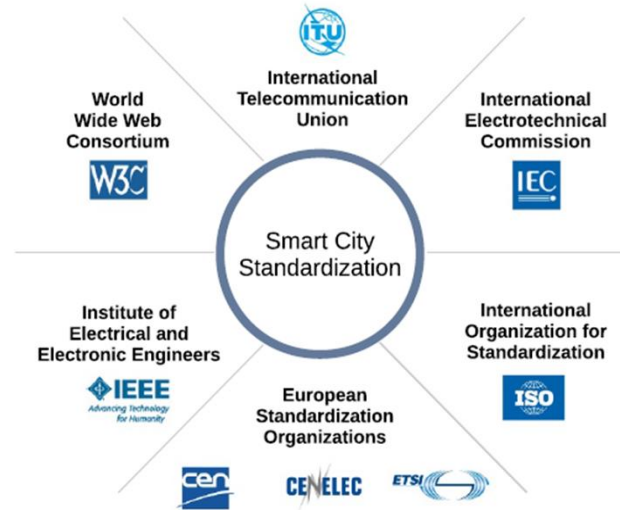 ITU
International
Telecommunication
Union
World
Wide Web
Consortium
W3C
International
Electrotechnical
Commission
IEC
Smart City
Standardization
Institute of
Electrical and
Electronic Engineers
IEEE
Advancing Technology
for Humanity
International
Organization for
Standardization
ISO
European
Standardization
Organizations
cen
CENELEC
ETSI